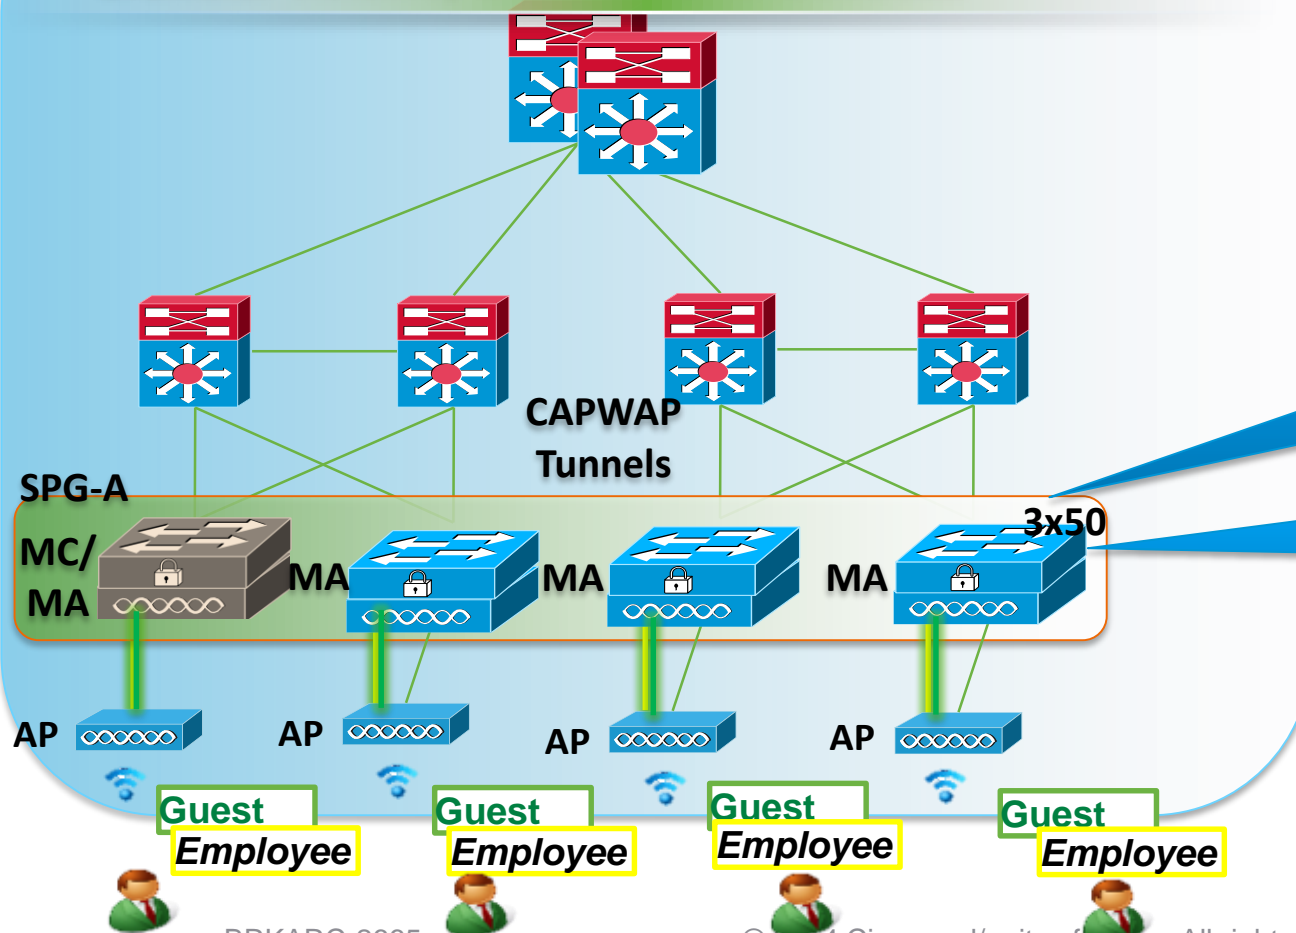 CAPWAP
Tunnels
SPG-A
3x50
MC/
MA
MA
MA
MA
AP
AP
AP
AP
Guest
Employee
Guest
Employee
Guest
Employee
Guest
Employee